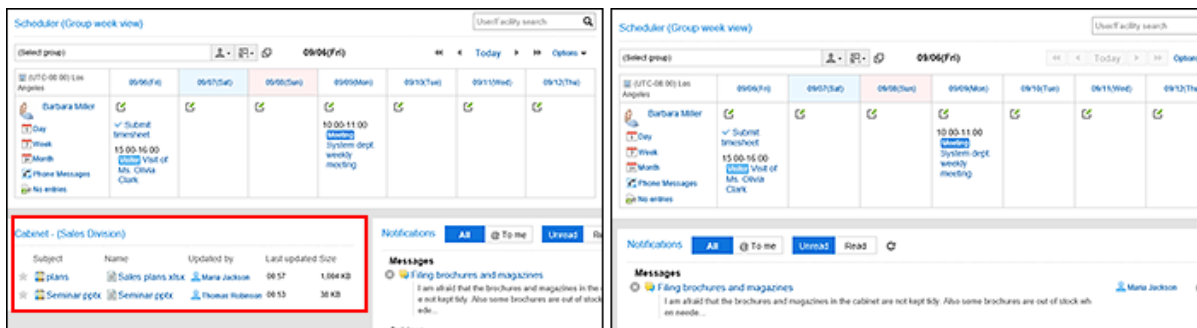 Scheduler (Group week view)
User/Facility search
(Select group)
09/06(Fri)
Today
Options
(UTC-08:00) Los Angeles
09/06(Fri)
09/07(Sat)
09/08(Sun)
09/09(Mon)
09/10(Tue)
09/11(Wed)
09/12(Thu)
Barbara Miller
Day
Week
Month
Phone Messages
No entries
Submit
timesheet
15:00-16:00
Visitor Visit of
Ms. Olivia
Clark
10:00-11:00
Meeting
System dept
weekly
meeting
Cabinet - (Sales Division)
Subject Name Updated by Last updated Size
plans Sales plans.xlsx Maria Jackson 08:57 1,004 KB
Seminar.pptx Seminar.pptx Thomas Robinson 08:53 38 KB
Notifications All @ To me Unread Re
Messages
Filing brochures and magazines
I am afraid that the brochures and magazines in the
e not kept tidy. Also some brochures are out of stock
ede...
Scheduler (Group week view)
User/Facility search
(Select group)
09/06(Fri)
Today
Option
(UTC-08:00) Los
Angeles
09/06(Fri)
09/07(Sat)
09/08(Sun)
09/09(Mon)
09/10(Tue)
09/11(Wed)
09/12(Thu
Barbara Miller
Day
Week
Month
Phone Messages
No entries
Submit
timesheet
15:00-16:00
Visitor Visit of
Ms. Olivia
Clark
10:00-11:00
Meeting
System dept
weekly
meeting
Notifications All @ To me Unread Read
Messages
Filing brochures and magazines Maria Jackson
I am afraid that the brochures and magazines in the cabinet are not kept tidy. Also some brochures are out of stock wh
en neede...